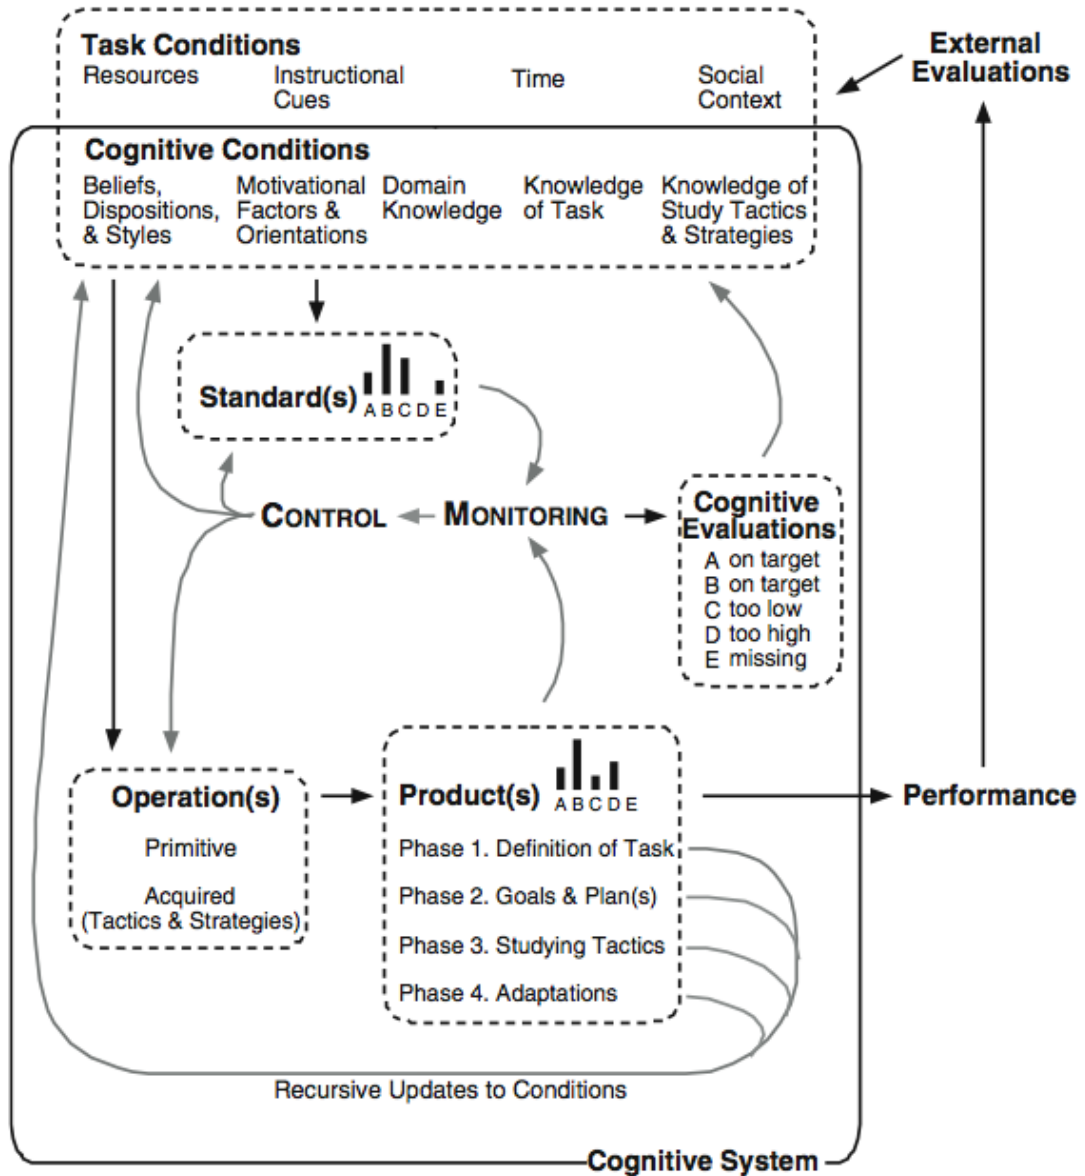 Task Conditions
External
Evaluations
Resources
Instructional
Cues
Time
Social
Context
Cognitive Conditions
Beliefs,
Dispositions,
& Styles
Motivational
Factors &
Orientations
Domain
Knowledge
Knowledge
of Task
Knowledge of
Study Tactics
& Strategies
Standard(s)
A B C D E
CONTROL
MONITORING
Cognitive
Evaluations
A on target
B on target
C too low
D too high
E missing
Operation(s)
Primitive
Acquired
(Tactics & Strategies)
Product(s)
A B C D E
Phase 1. Definition of Task
Phase 2. Goals & Plan(s)
Phase 3. Studying Tactics
Phase 4. Adaptations
Performance
Recursive Updates to Conditions
Cognitive System